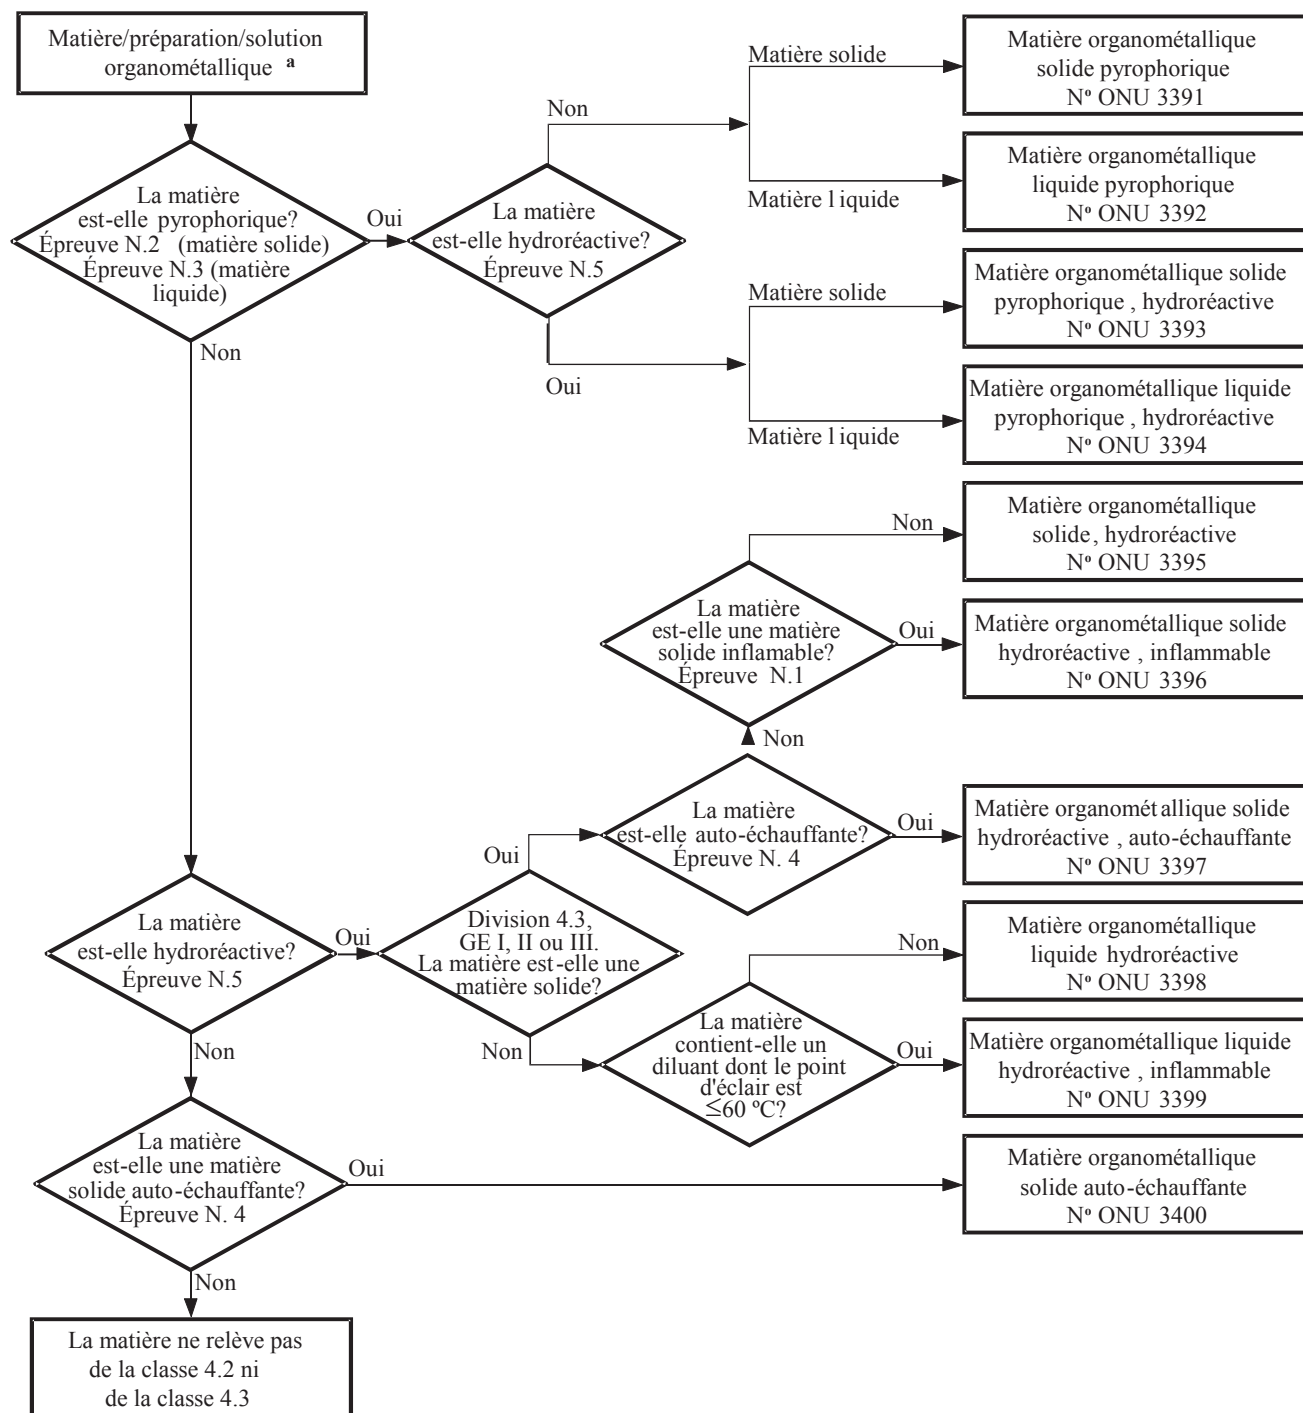 Matière/préparation/solution
organométallique a
La matière
est-elle pyrophorique?
Épreuve N.2 (matière solide)
Épreuve N.3 (matière
liquide)
Oui
Non
La matière
est-elle hydroréactive?
Épreuve N.5
Non
Oui
Matière solide
Matière l iquide
Matière organométallique
solide pyrophorique
Nº ONU 3391
Matière organométallique
liquide pyrophorique
Nº ONU 3392
Matière solide
Matière l iquide
Matière organométallique solide
pyrophorique , hydroréactive
Nº ONU 3393
Matière organométallique liquide
pyrophorique , hydroréactive
Nº ONU 3394
Non
Matière organométallique
solide, hydroréactive
Nº ONU 3395
La matière
est-elle une matière
solide inflamable?
Épreuve N.1
Oui
Matière organométallique solide
hydroréactive , inflammable
Nº ONU 3396
Non
La matière
est-elle auto-échauffante?
Épreuve N. 4
Oui
Matière organomét allique solide
hydroréactive , auto-échauffante
Nº ONU 3397
Oui
La matière
est-elle hydroréactive?
Épreuve N.5
Oui
Division 4.3,
GE I, II ou III.
La matière est-elle une
matière solide?
Non
Matière organométallique
liquide hydroréactive
Nº ONU 3398
Non
Non
La matière
contient-elle un
diluant dont le point
d'éclair est
≤60 ºC?
Oui
Matière organométallique liquide
hydroréactive , inflammable
Nº ONU 3399
La matière
est-elle une matière
solide auto-échauffante?
Épreuve N. 4
Oui
Matière organométallique
solide auto-échauffante
Nº ONU 3400
Non
La matière ne relève pas
de la classe 4.2 ni
de la classe 4.3